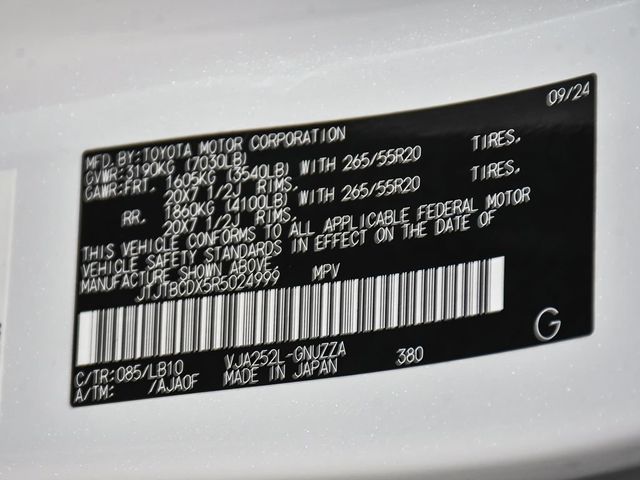 09/24
MFD.BY:TOYOTA MOTOR CORPORATION
GVWR:3190KG (7030LB)
GAWR:FRT. 1605KG (3540LB) WITH 265/55R20 TIRES.
20X7 1/2J RIMS.
RR. 1860KG (4100LB) WITH 265/55R20 TIRES.
20X7 1/2J RIMS.
THIS VEHICLE CONFORMS TO ALL APPLICABLE FEDERAL MOTOR
VEHICLE SAFETY STANDARDS IN EFFECT ON THE DATE OF
MANUFACTURE SHOWN ABOVE.
JTJTBCDX5R5024999 MPV
C/TR:085/LB10 VJA252L-GNUZZA 380 G
A/TM: /AJA0F MADE IN JAPAN